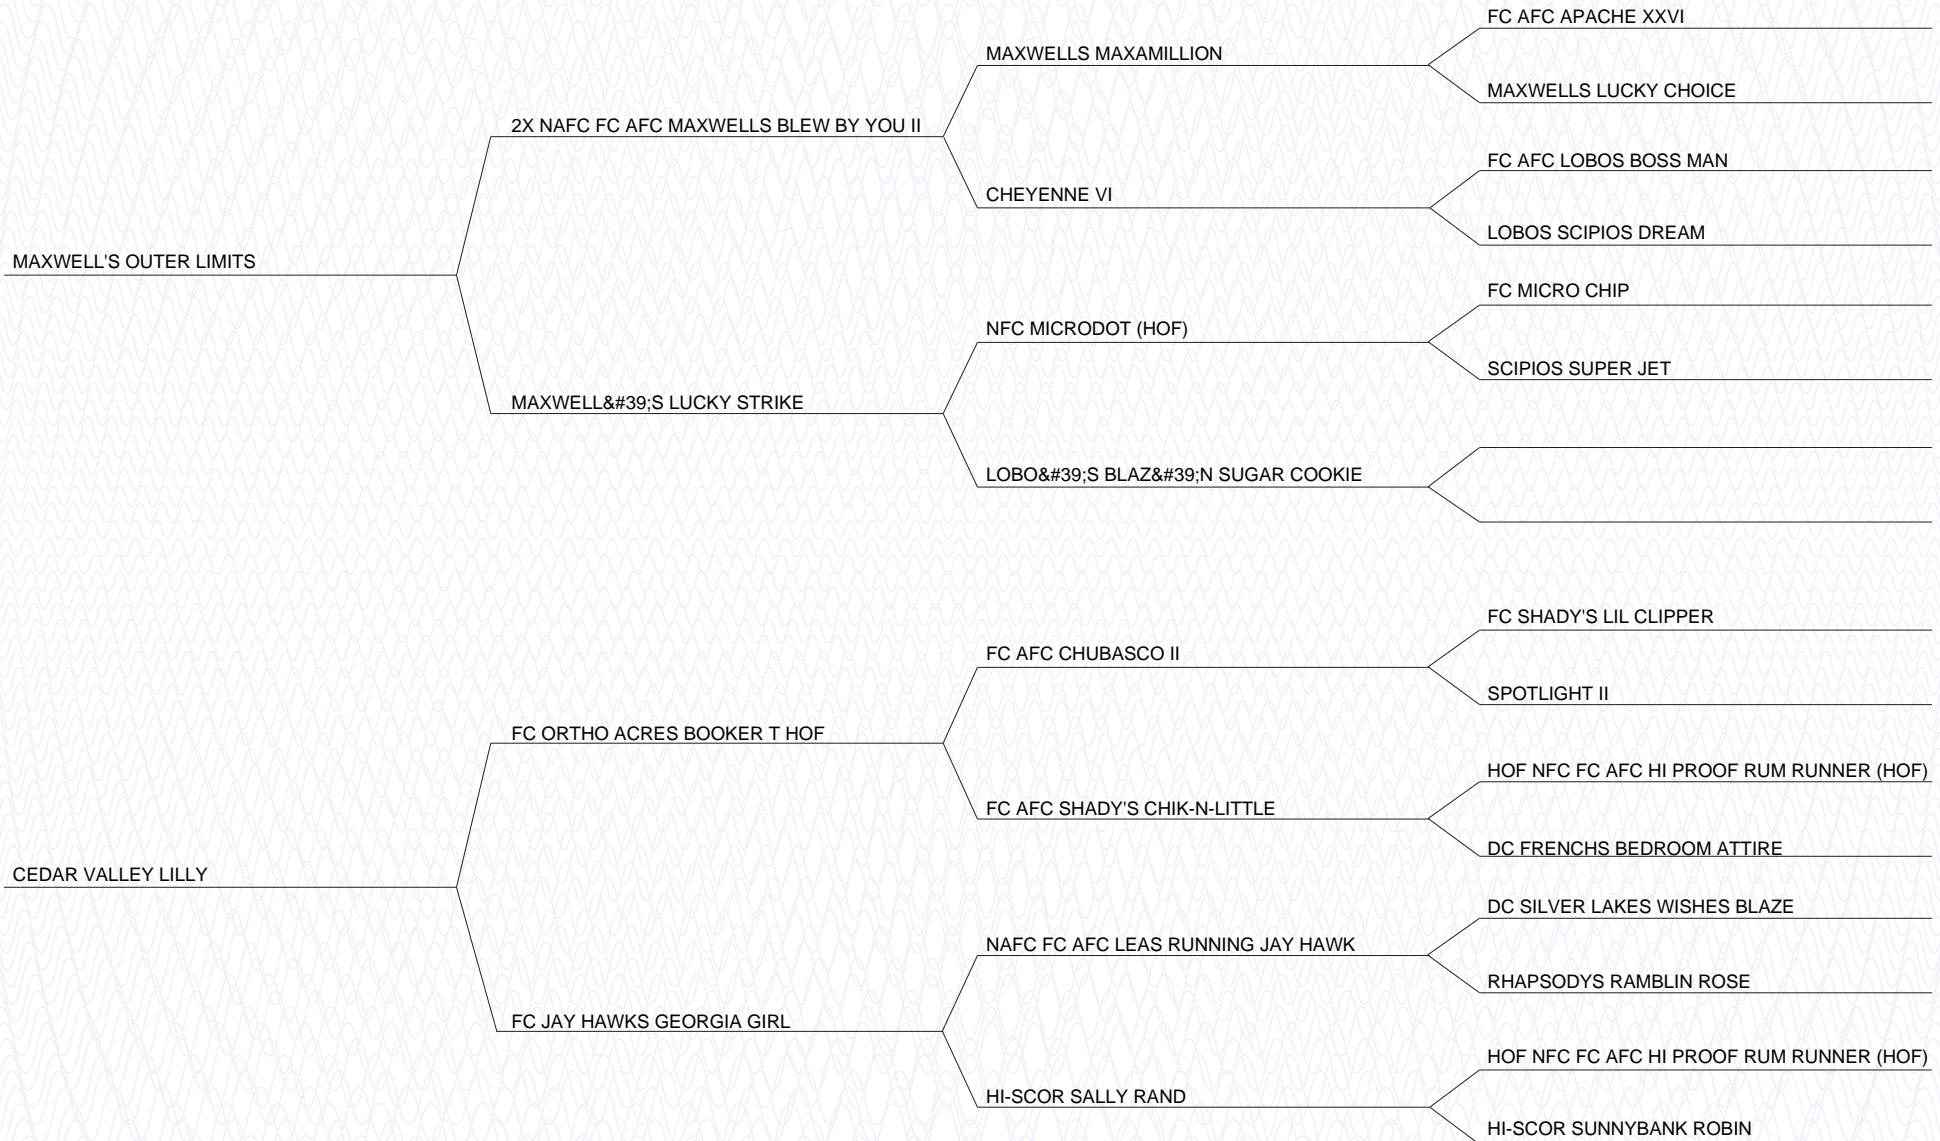 FC AFC APACHE XXVI
MAXWELLS MAXAMILLION
MAXWELLS LUCKY CHOICE
2X NAFC FC AFC MAXWELLS BLEW BY YOU II
FC AFC LOBOS BOSS MAN
CHEYENNE VI
LOBOS SCIPIOS DREAM
MAXWELL'S OUTER LIMITS
FC MICRO CHIP
NFC MICRODOT (HOF)
SCIPIOS SUPER JET
MAXWELL&#39;S LUCKY STRIKE
LOBO&#39;S BLAZ&#39;N SUGAR COOKIE
FC SHADY'S LIL CLIPPER
FC AFC CHUBASCO II
SPOTLIGHT II
FC ORTHO ACRES BOOKER T HOF
HOF NFC FC AFC HI PROOF RUM RUNNER (HOF)
FC AFC SHADY'S CHIK-N-LITTLE
DC FRENCHS BEDROOM ATTIRE
CEDAR VALLEY LILLY
DC SILVER LAKES WISHES BLAZE
NAFC FC AFC LEAS RUNNING JAY HAWK
RHAPSODYS RAMBLIN ROSE
FC JAY HAWKS GEORGIA GIRL
HOF NFC FC AFC HI PROOF RUM RUNNER (HOF)
HI-SCOR SALLY RAND
HI-SCOR SUNNYBANK ROBIN